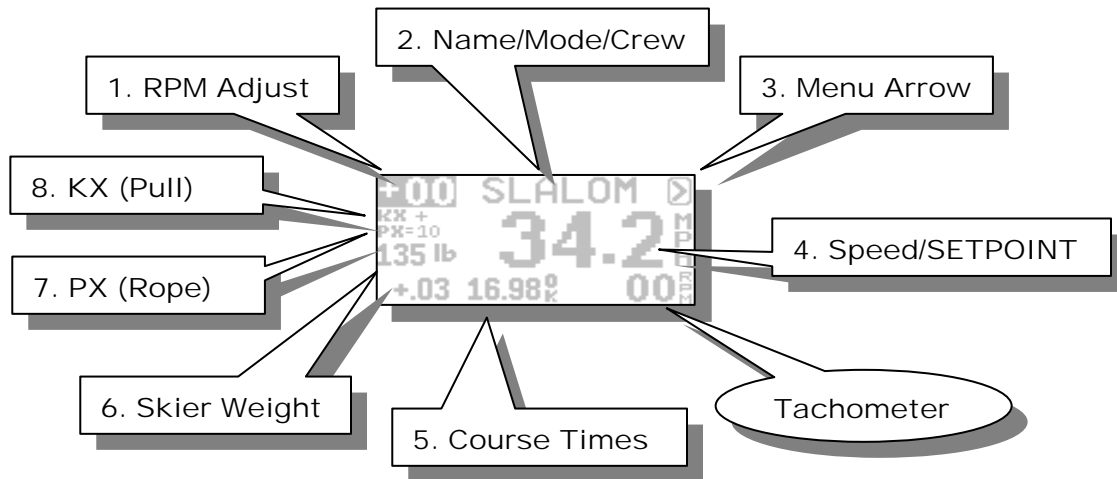 2. Name/Mode/Crew
1. RPM Adjust
3. Menu Arrow
8. KX (Pull)
+00 SLALOM >
KX +
PX=10
34.2 MPH
135 lb
4. Speed/SETPOINT
7. PX (Rope)
+.03 16.98 OK 00 RPM
6. Skier Weight
Tachometer
5. Course Times